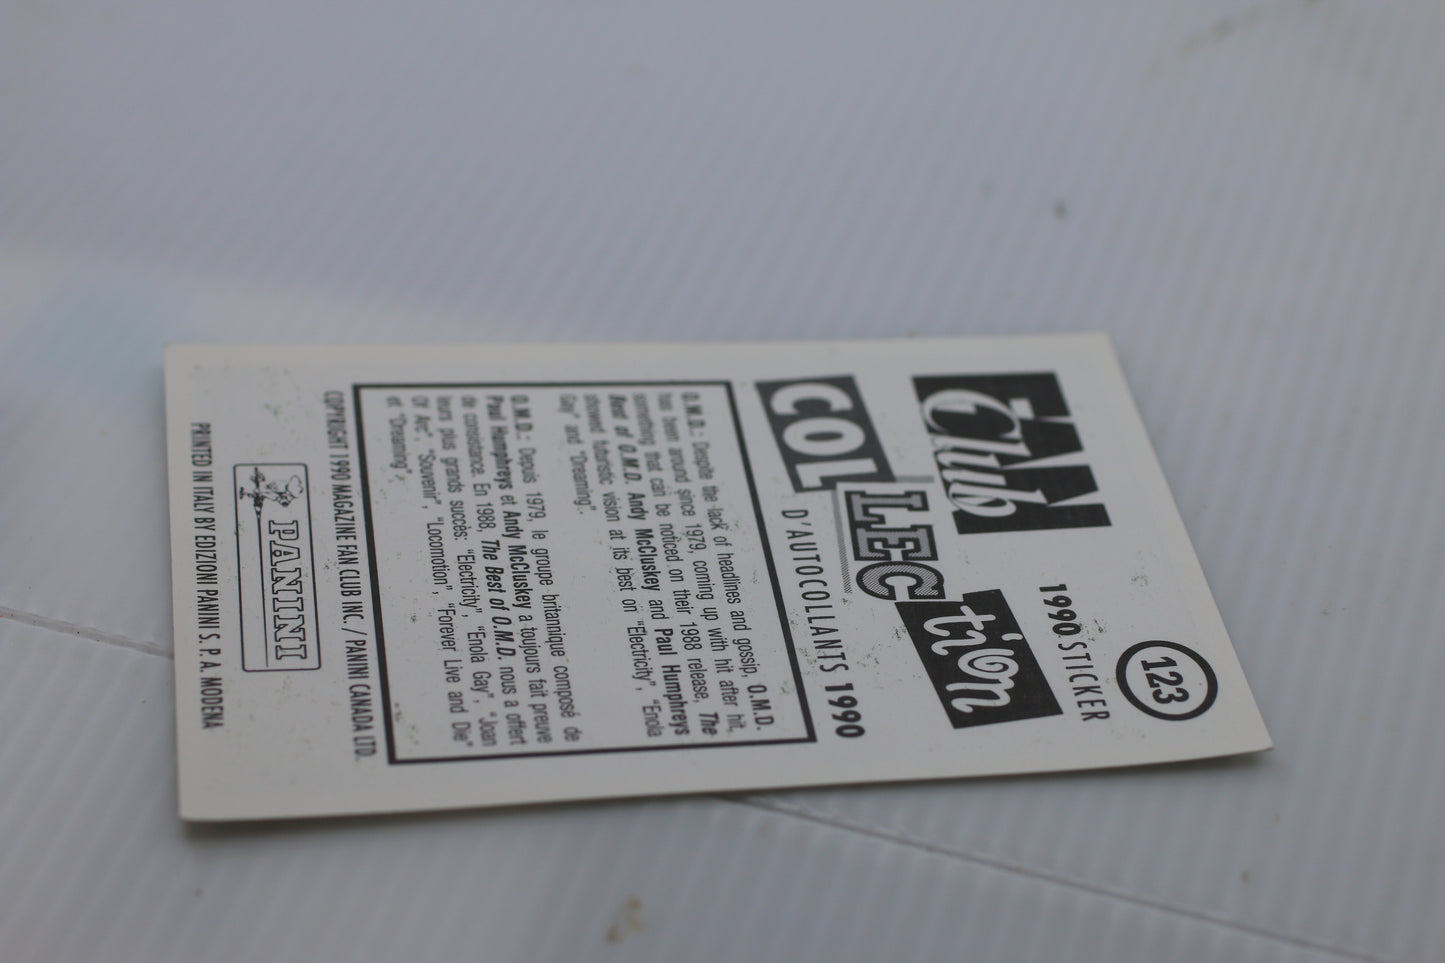 123
FAN
Club
1990 STICKER
COLLECti'on
D'AUTOCOLLANTS 1990
O.M.D.: Despite the lack of headlines and gossip, O.M.D.
has been around since 1979, coming up with hit after hit,
something that can be noticed on their 1988 release, The
Best of O.M.D. Andy McCluskey and Paul Humphreys
showed futuristic vision at its best on "Electricity", "Enola
Gay" and "Dreaming".
O.M.D.: Depuis 1979, le groupe britannique composé de
Paul Humphreys et Andy McCluskey a toujours fait preuve
de consistance. En 1988, The Best of O.M.D. nous a offert
leurs plus grands succès: "Electricity", "Enola Gay", "Joan
Of Arc", "Souvenir", "Locomotion", "Forever Live and Die"
et "Dreaming".
COPYRIGHT 1990 MAGAZINE FAN CLUB INC. / PANINI CANADA LTD.
PANINI
PRINTED IN ITALY BY EDIZIONI PANINI S. P. A. MODENA